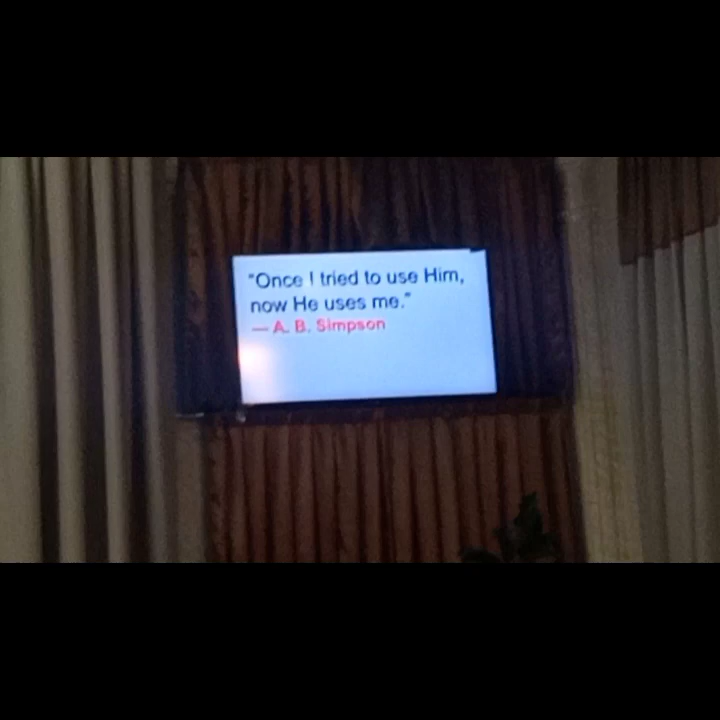 "Once I tried to use Him,
now He uses me."
— A. B. Simpson